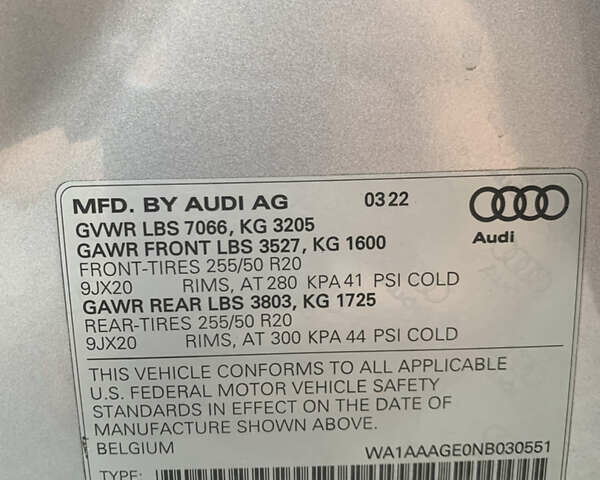 MFD. BY AUDI AG 03 22
GVWR LBS 7066, KG 3205
GAWR FRONT LBS 3527, KG 1600
FRONT-TIRES 255/50 R20
9JX20 RIMS, AT 280 KPA 41 PSI COLD
GAWR REAR LBS 3803, KG 1725
REAR-TIRES 255/50 R20
9JX20 RIMS, AT 300 KPA 44 PSI COLD
Audi
THIS VEHICLE CONFORMS TO ALL APPLICABLE
U.S. FEDERAL MOTOR VEHICLE SAFETY
STANDARDS IN EFFECT ON THE DATE OF
MANUFACTURE SHOWN ABOVE.
BELGIUM WA1AAAGE0NB030551
TYPE: